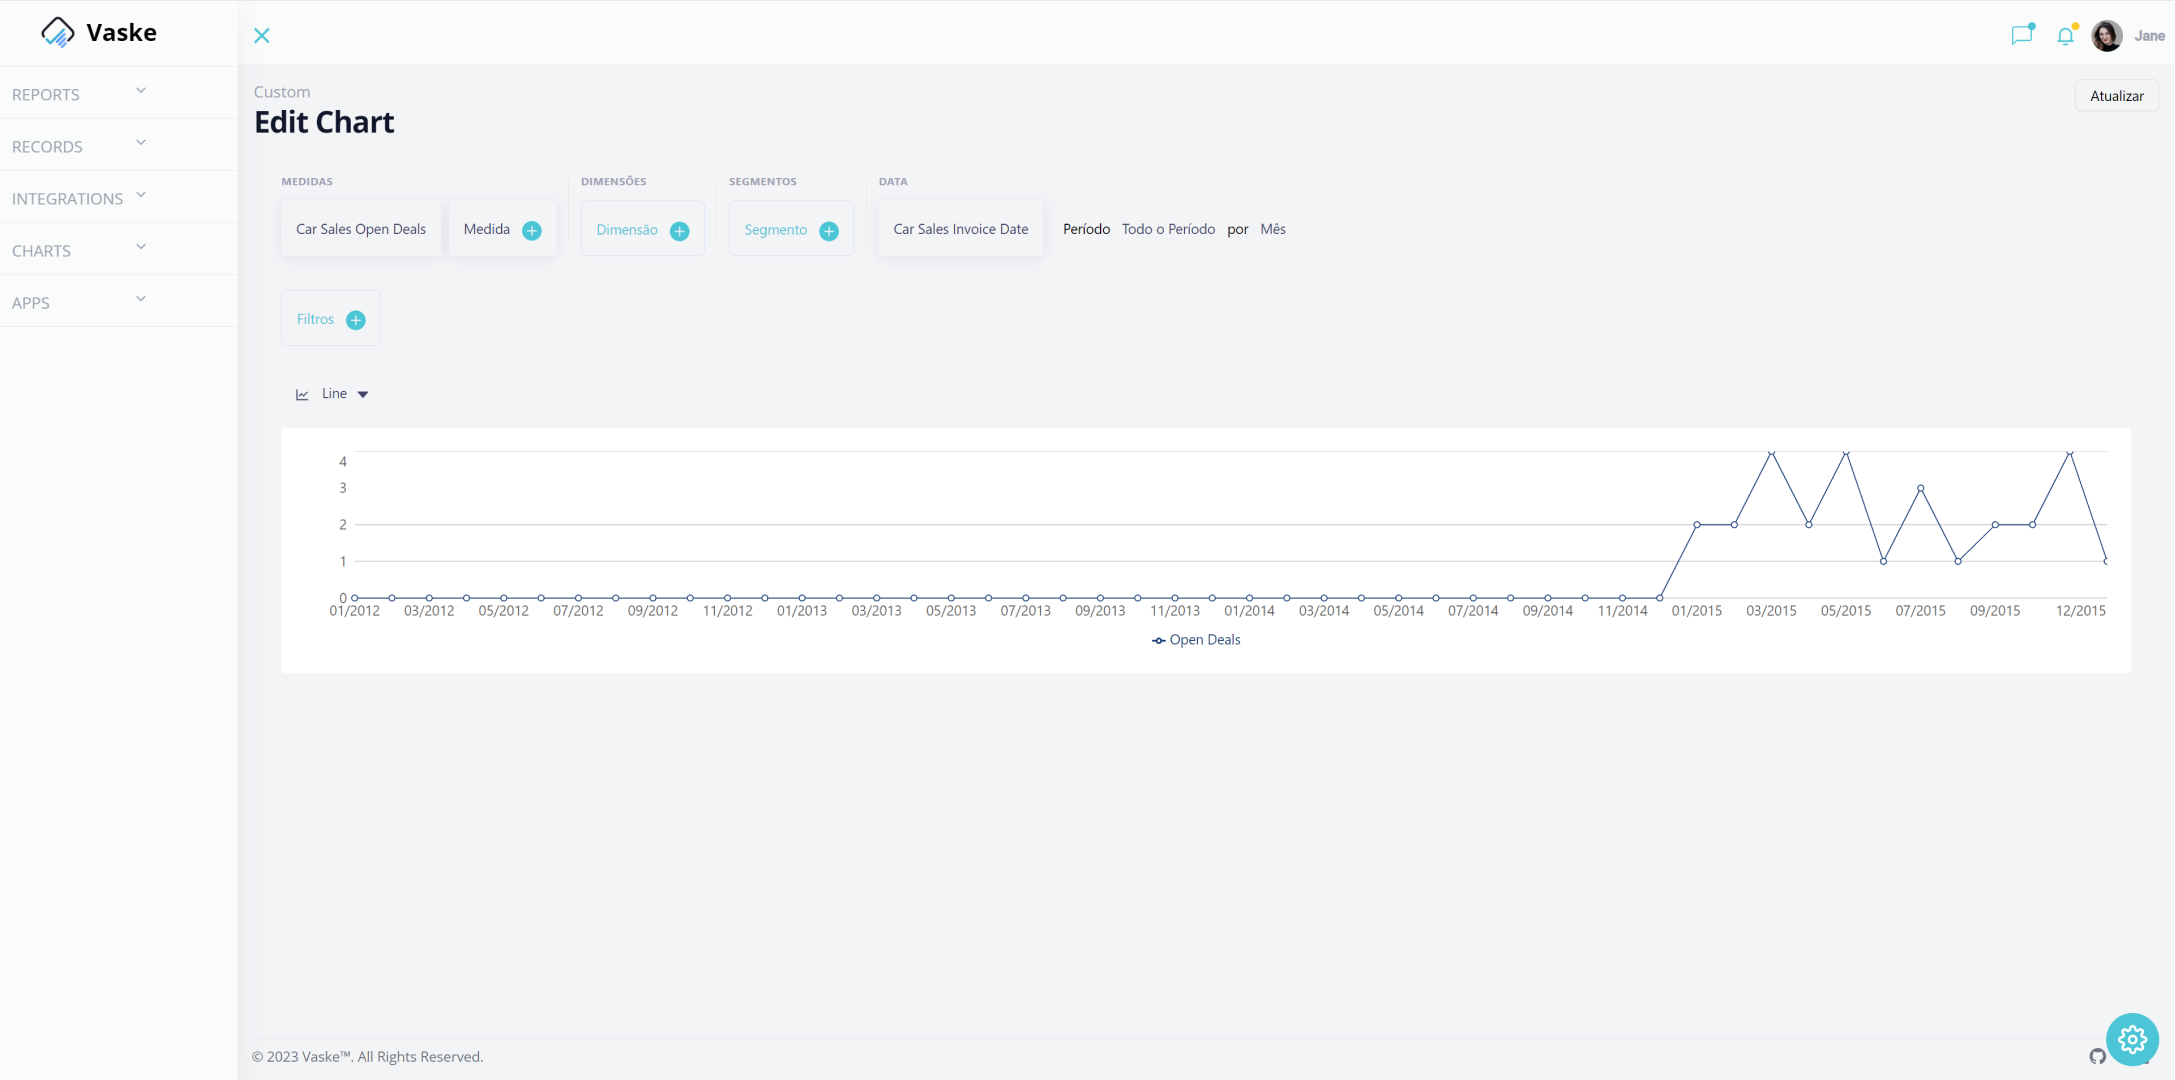 Vaske
Jane
REPORTS
RECORDS
INTEGRATIONS
CHARTS
APPS
Custom
Edit Chart
Atualizar
MEDIDAS
DIMENSÕES
SEGMENTOS
DATA
Car Sales Open Deals
Medida
Dimensão
Segmento
Car Sales Invoice Date
Período Todo o Período por Mês
Filtros
Line
4
3
2
1
0
01/2012 03/2012 05/2012 07/2012 09/2012 11/2012 01/2013 03/2013 05/2013 07/2013 09/2013 11/2013 01/2014 03/2014 05/2014 07/2014 09/2014 11/2014 01/2015 03/2015 05/2015 07/2015 09/2015 12/2015
Open Deals
© 2023 Vaske™. All Rights Reserved.